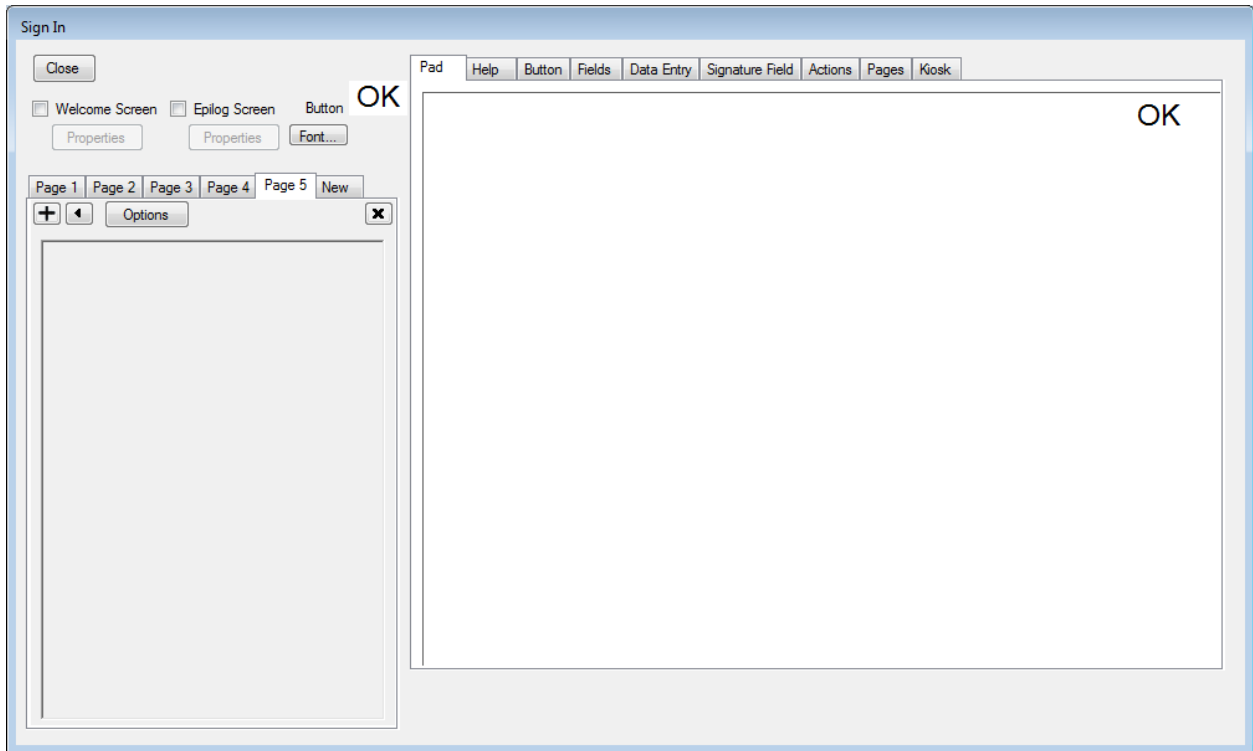 Sign In
Close
Welcome Screen Epilog Screen Button OK
Properties Properties Font...
Page 1 Page 2 Page 3 Page 4 Page 5 New
Options
Pad Help Button Fields Data Entry Signature Field Actions Pages Kiosk
OK